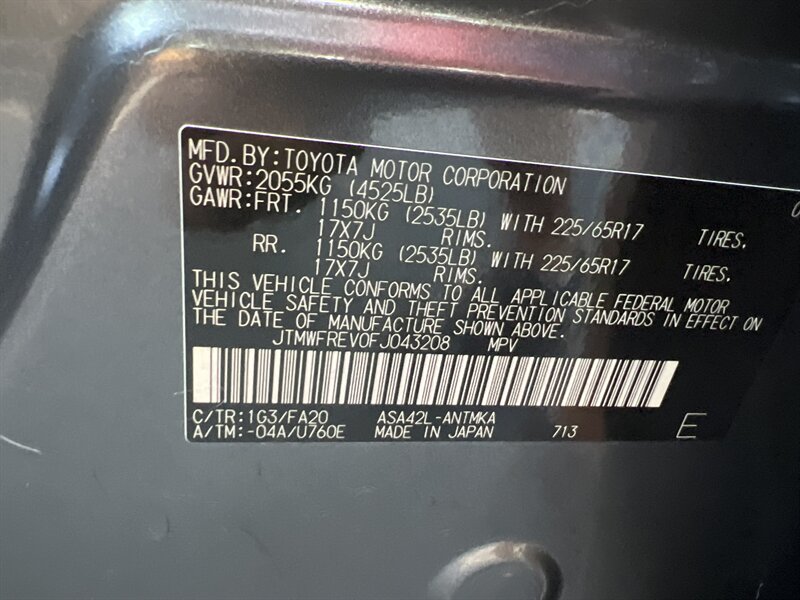 MFD.BY:TOYOTA MOTOR CORPORATION
GVWR:2055KG (4525LB)
GAWR:FRT. 1150KG (2535LB) WITH 225/65R17 TIRES.
17X7J RIMS.
RR. 1150KG (2535LB) WITH 225/65R17 TIRES.
17X7J RIMS.
THIS VEHICLE CONFORMS TO ALL APPLICABLE FEDERAL MOTOR
VEHICLE SAFETY AND THEFT PREVENTION STANDARDS IN EFFECT ON
THE DATE OF MANUFACTURE SHOWN ABOVE.
JTMWFREV0FJ043208 MPV
C/TR:1G3/FA20 ASA42L-ANTMKA
A/TM:-04A/U760E MADE IN JAPAN 713 E